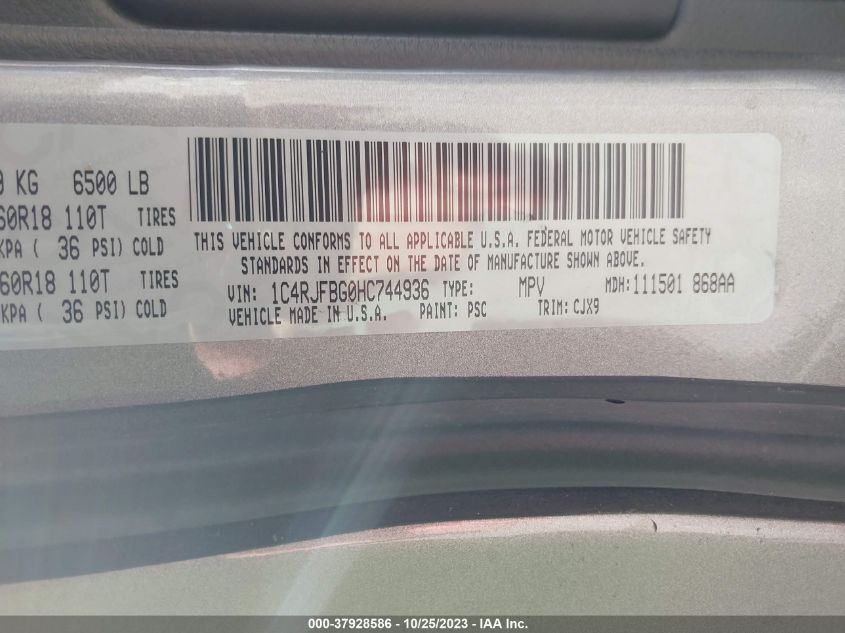 KG 6500 LB
60R18 110T TIRES
KPA ( 36 PSI) COLD
60R18 110T TIRES
KPA ( 36 PSI) COLD
THIS VEHICLE CONFORMS TO ALL APPLICABLE U.S.A. FEDERAL MOTOR VEHICLE SAFETY
STANDARDS IN EFFECT ON THE DATE OF MANUFACTURE SHOWN ABOVE.
VIN: 1C4RJFBG0HC744936 TYPE: MPV MDH:111501 868AA
VEHICLE MADE IN U.S.A. PAINT: PSC TRIM: CJX9
000-37928586 - 10/25/2023 - IAA Inc.